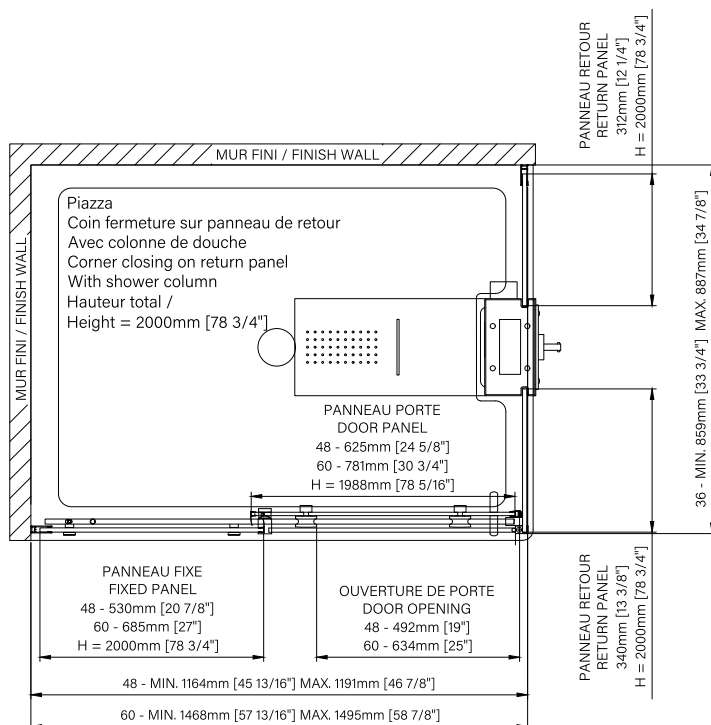 PANNEAU RETOUR
RETURN PANEL
312mm [12 1/4"]
H = 2000mm [78 3/4"]
MUR FINI / FINISH WALL
MUR FINI / FINISH WALL
Piazza
Coin fermeture sur panneau de retour
Avec colonne de douche
Corner closing on return panel
With shower column
Hauteur total /
Height = 2000mm [78 3/4"]
36 - MIN. 859mm [33 3/4"] MAX. 887mm [34 7/8"]
PANNEAU PORTE
DOOR PANEL
48 - 625mm [24 5/8"]
60 - 781mm [30 3/4"]
H = 1988mm [78 5/16"]
PANNEAU FIXE
FIXED PANEL
48 - 530mm [20 7/8"]
60 - 685mm [27"]
H = 2000mm [78 3/4"]
OUVERTURE DE PORTE
DOOR OPENING
48 - 492mm [19"]
60 - 634mm [25"]
PANNEAU RETOUR
RETURN PANEL
340mm [13 3/8"]
H = 2000mm [78 3/4"]
48 - MIN. 1164mm [45 13/16"] MAX. 1191mm [46 7/8"]
60 - MIN. 1468mm [57 13/16"] MAX. 1495mm [58 7/8"]